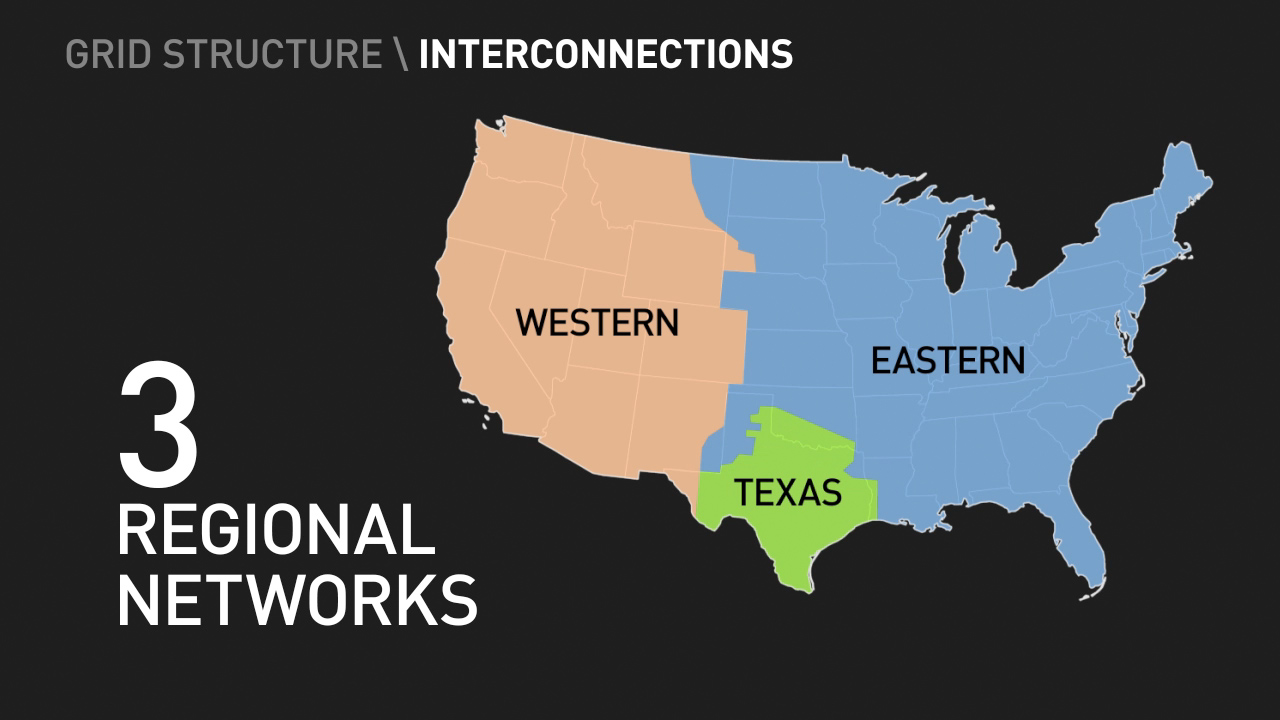 GRID STRUCTURE \ INTERCONNECTIONS
WESTERN
EASTERN
TEXAS
3
REGIONAL
NETWORKS